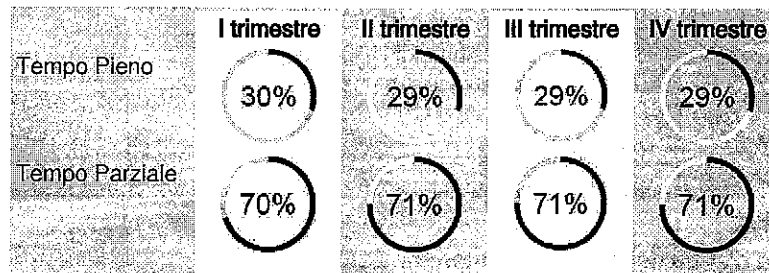 I trimestre II trimestre III trimestre IV trimestre
Tempo Pieno
30% 29% 29% 29%
Tempo Parziale
70% 71% 71% 71%